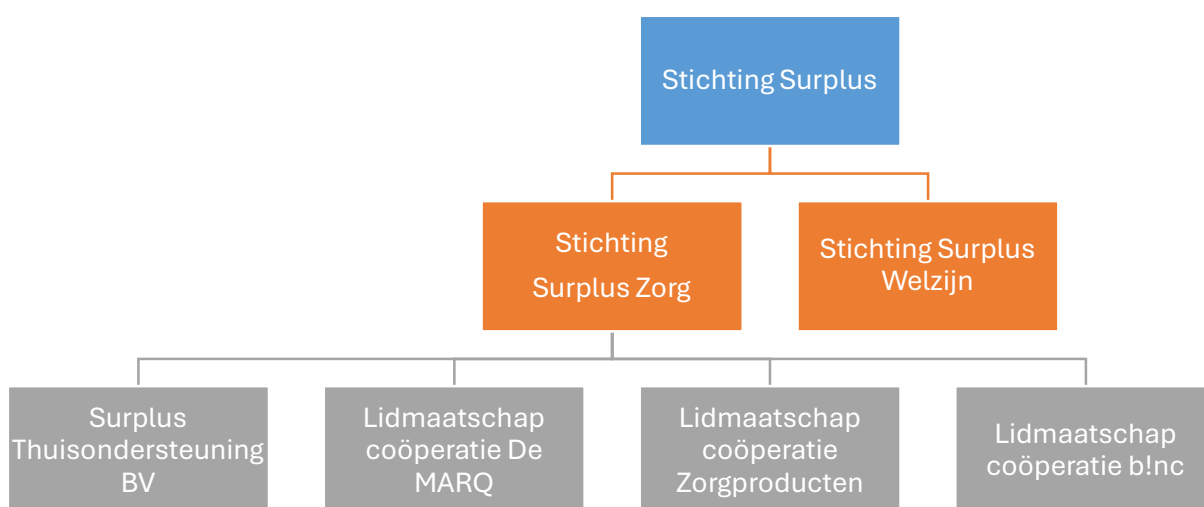 Stichting Surplus
Stichting
Surplus Zorg
Stichting Surplus
Welzijn
Surplus
Thuisondersteuning
BV
Lidmaatschap
coöperatie De
MARQ
Lidmaatschap
coöperatie
Zorgproducten
Lidmaatschap
coöperatie b!nc